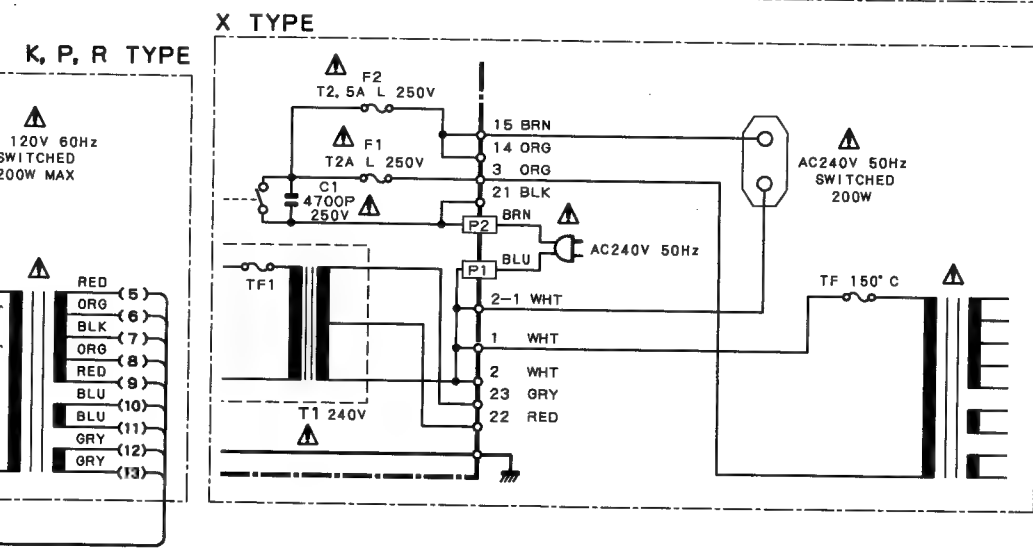 X TYPE
K, P, R TYPE
120V 60Hz
SWITCHED
200W MAX
RED
(5)
ORG
(6)
BLK
(7)
ORG
(8)
RED
(9)
BLU
(10)
BLU
(11)
GRY
(12)
GRY
(13)
F2
T2.5A L 250V
F1
T2A L 250V
C1
4700P
250V
15 BRN
14 ORG
3 ORG
21 BLK
P2
BRN
AC240V 50Hz
P1
BLU
2-1 WHT
1 WHT
2 WHT
23 GRY
22 RED
TF1
T1 240V
AC240V 50Hz
SWITCHED
200W
TF 150°C